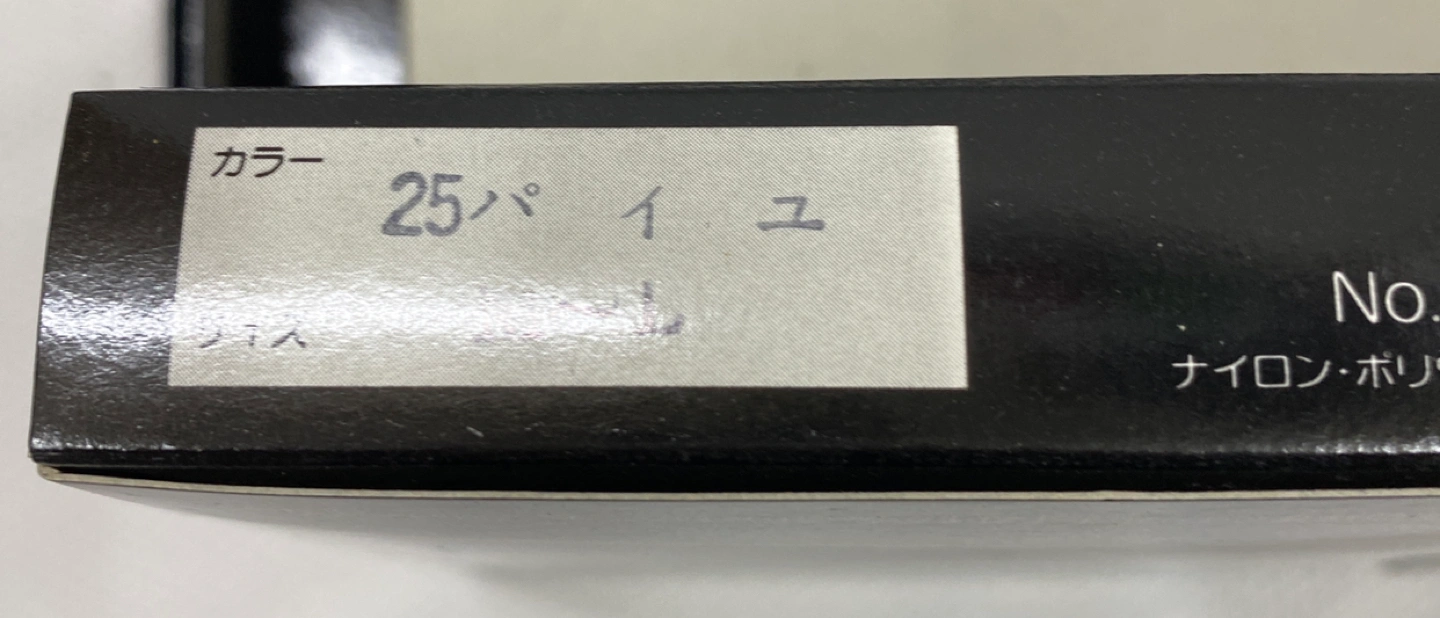 カラー
25パ イ ユ
No.
ナイロン・ポリ